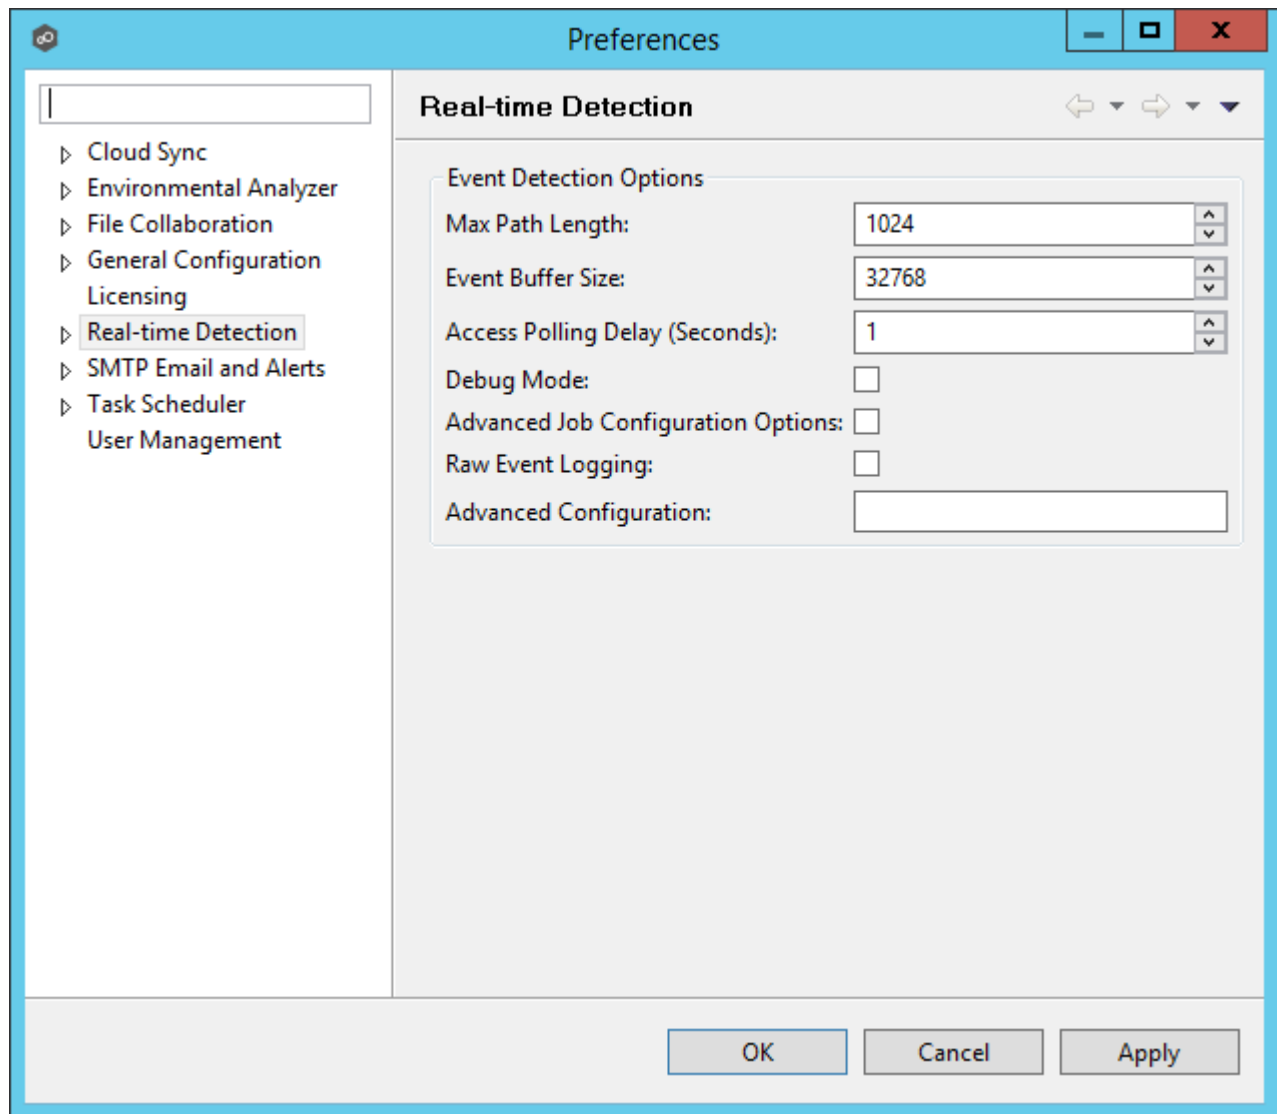 Preferences
Real-time Detection
Cloud Sync
Environmental Analyzer
File Collaboration
General Configuration
Licensing
Real-time Detection
SMTP Email and Alerts
Task Scheduler
User Management
Event Detection Options
Max Path Length: 1024
Event Buffer Size: 32768
Access Polling Delay (Seconds): 1
Debug Mode:
Advanced Job Configuration Options:
Raw Event Logging:
Advanced Configuration:
OK Cancel Apply